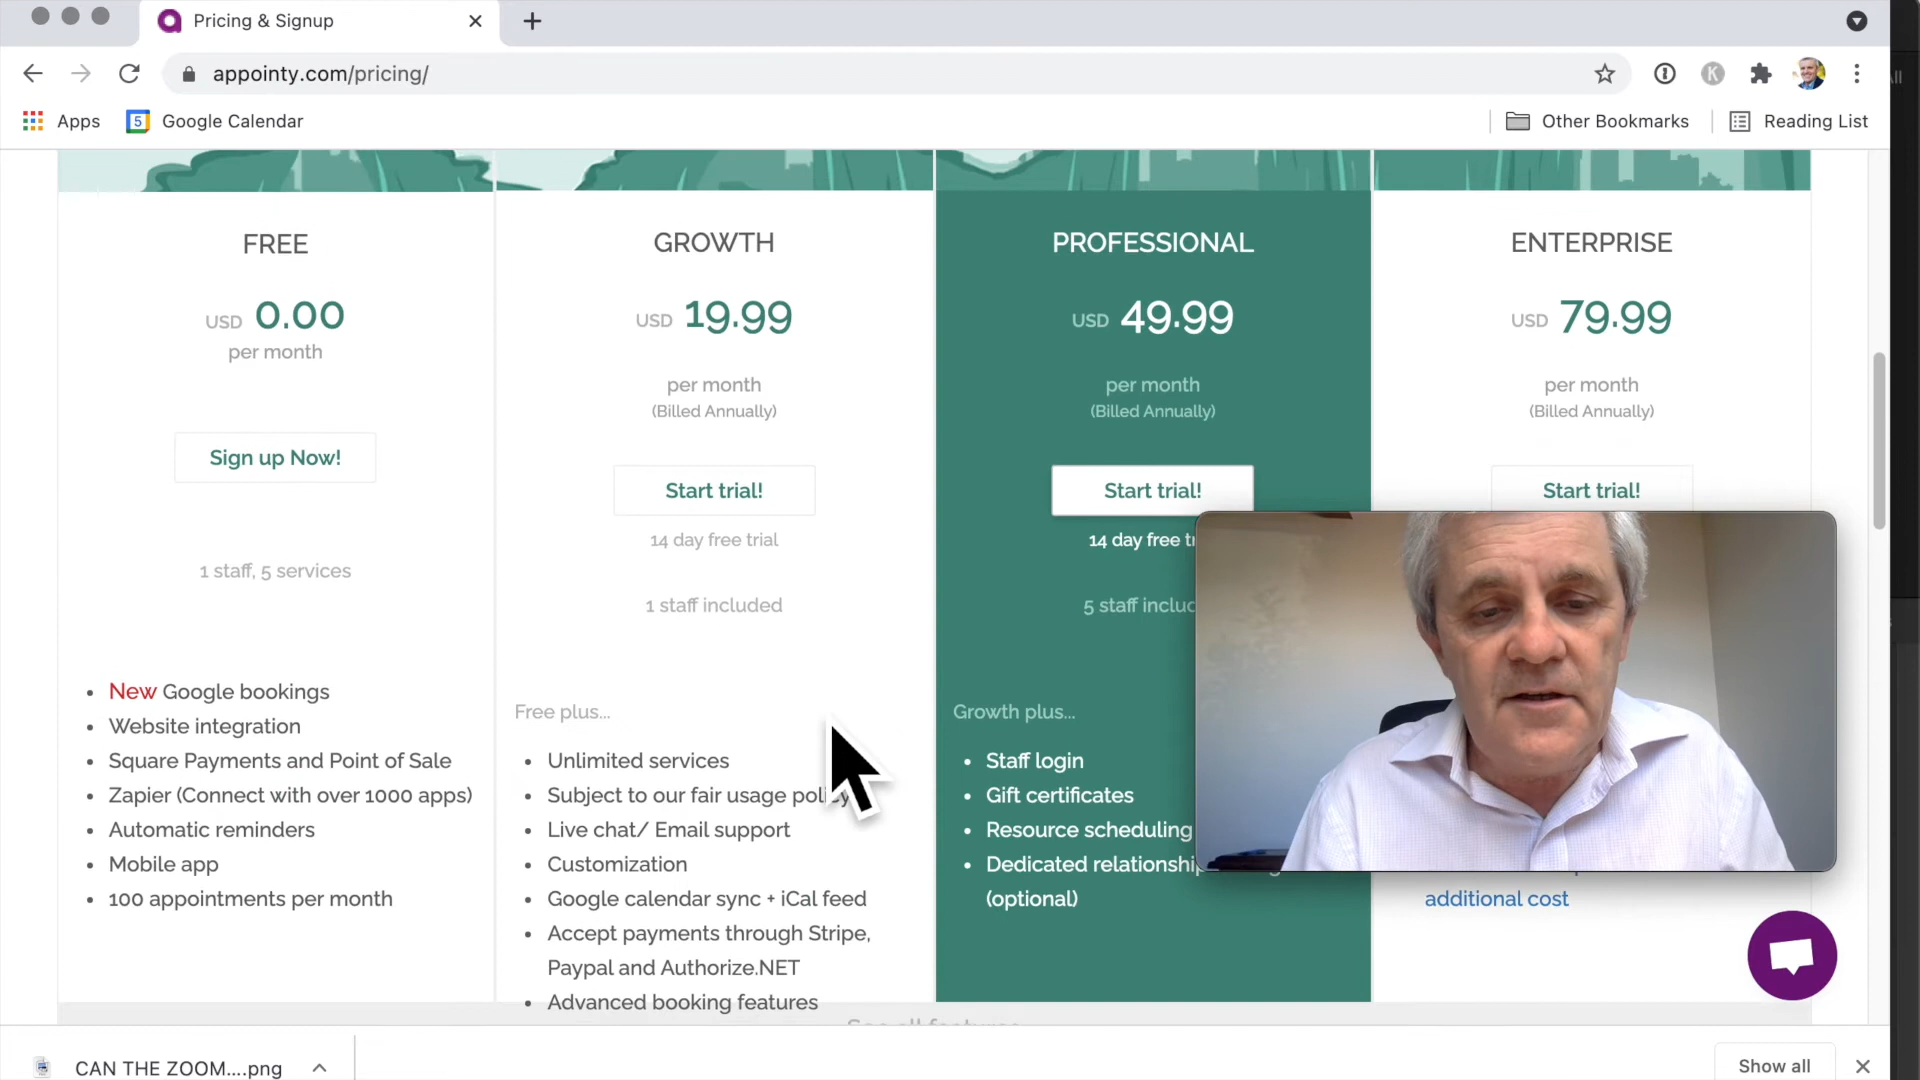 Pricing & Signup
appointy.com/pricing/
K
Apps
5
Google Calendar
Other Bookmarks
Reading List
FREE
USD 0.00
per month
Sign up Now!
1 staff, 5 services
New Google bookings
Website integration
Square Payments and Point of Sale
Zapier (Connect with over 1000 apps)
Automatic reminders
Mobile app
100 appointments per month
GROWTH
USD 19.99
per month
(Billed Annually)
Start trial!
14 day free trial
1 staff included
Free plus...
Unlimited services
Subject to our fair usage policy
Live chat/ Email support
Customization
Google calendar sync + iCal feed
Accept payments through Stripe,
Paypal and Authorize.NET
Advanced booking features
PROFESSIONAL
USD 49.99
per month
(Billed Annually)
Start trial!
14 day free
5 staff
Growth plus...
Staff login
Gift certificates
Resource scheduling
Dedicated relationship
(optional)
ENTERPRISE
USD 79.99
per month
(Billed Annually)
Start trial!
additional cost
See all features
CAN THE ZOOM....png
Show all